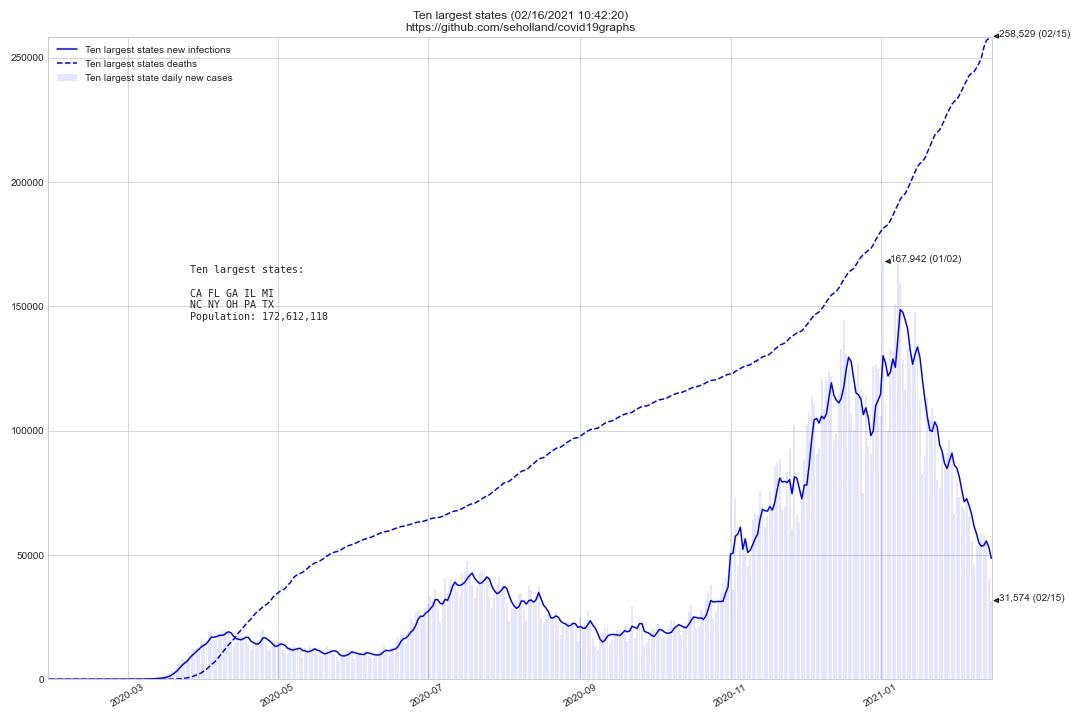 Ten largest states (02/16/2021 10:42:20)
https://github.com/seholland/covid19graphs
Ten largest states new infections
Ten largest states deaths
Ten largest state daily new cases
258,529 (02/15)
250000
200000
167,942 (01/02)
Ten largest states:
CA FL GA IL MI
NC NY OH PA TX
Population: 172,612,118
150000
100000
50000
31,574 (02/15)
0
2020-03
2020-05
2020-07
2020-09
2020-11
2021-01